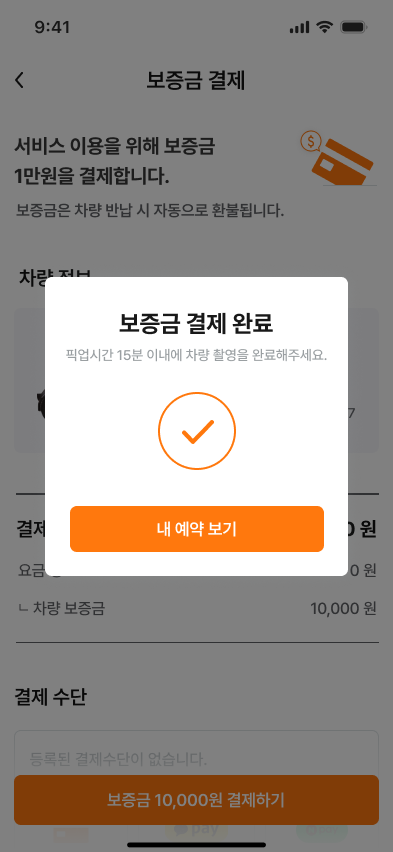 9:41
보증금 결제
서비스 이용을 위해 보증금
1만원을 결제합니다.
보증금은 차량 반납 시 자동으로 환불됩니다.
차량 정보
보증금 결제 완료
픽업시간 15분 이내에 차량 촬영을 완료해주세요.
7
내 예약 보기
결제 0 원
요금 0 원
ㄴ 차량 보증금 10,000 원
결제 수단
등록된 결제수단이 없습니다.
보증금 10,000원 결제하기
pay